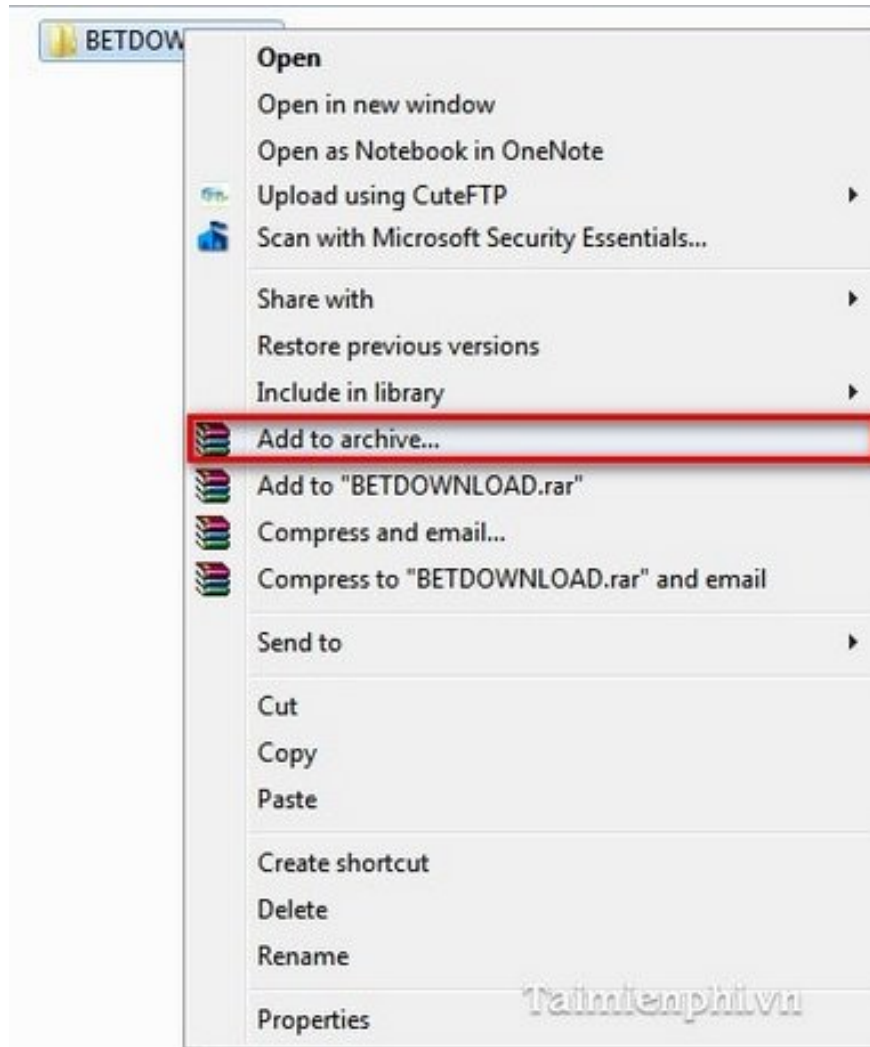 BETDOW
Open
Open in new window
Open as Notebook in OneNote
Upload using CuteFTP
Scan with Microsoft Security Essentials...
Share with
Restore previous versions
Include in library
Add to archive...
Add to "BETDOWNLOAD.rar"
Compress and email...
Compress to "BETDOWNLOAD.rar" and email
Send to
Cut
Copy
Paste
Create shortcut
Delete
Rename
Properties
Taimienphi.vn